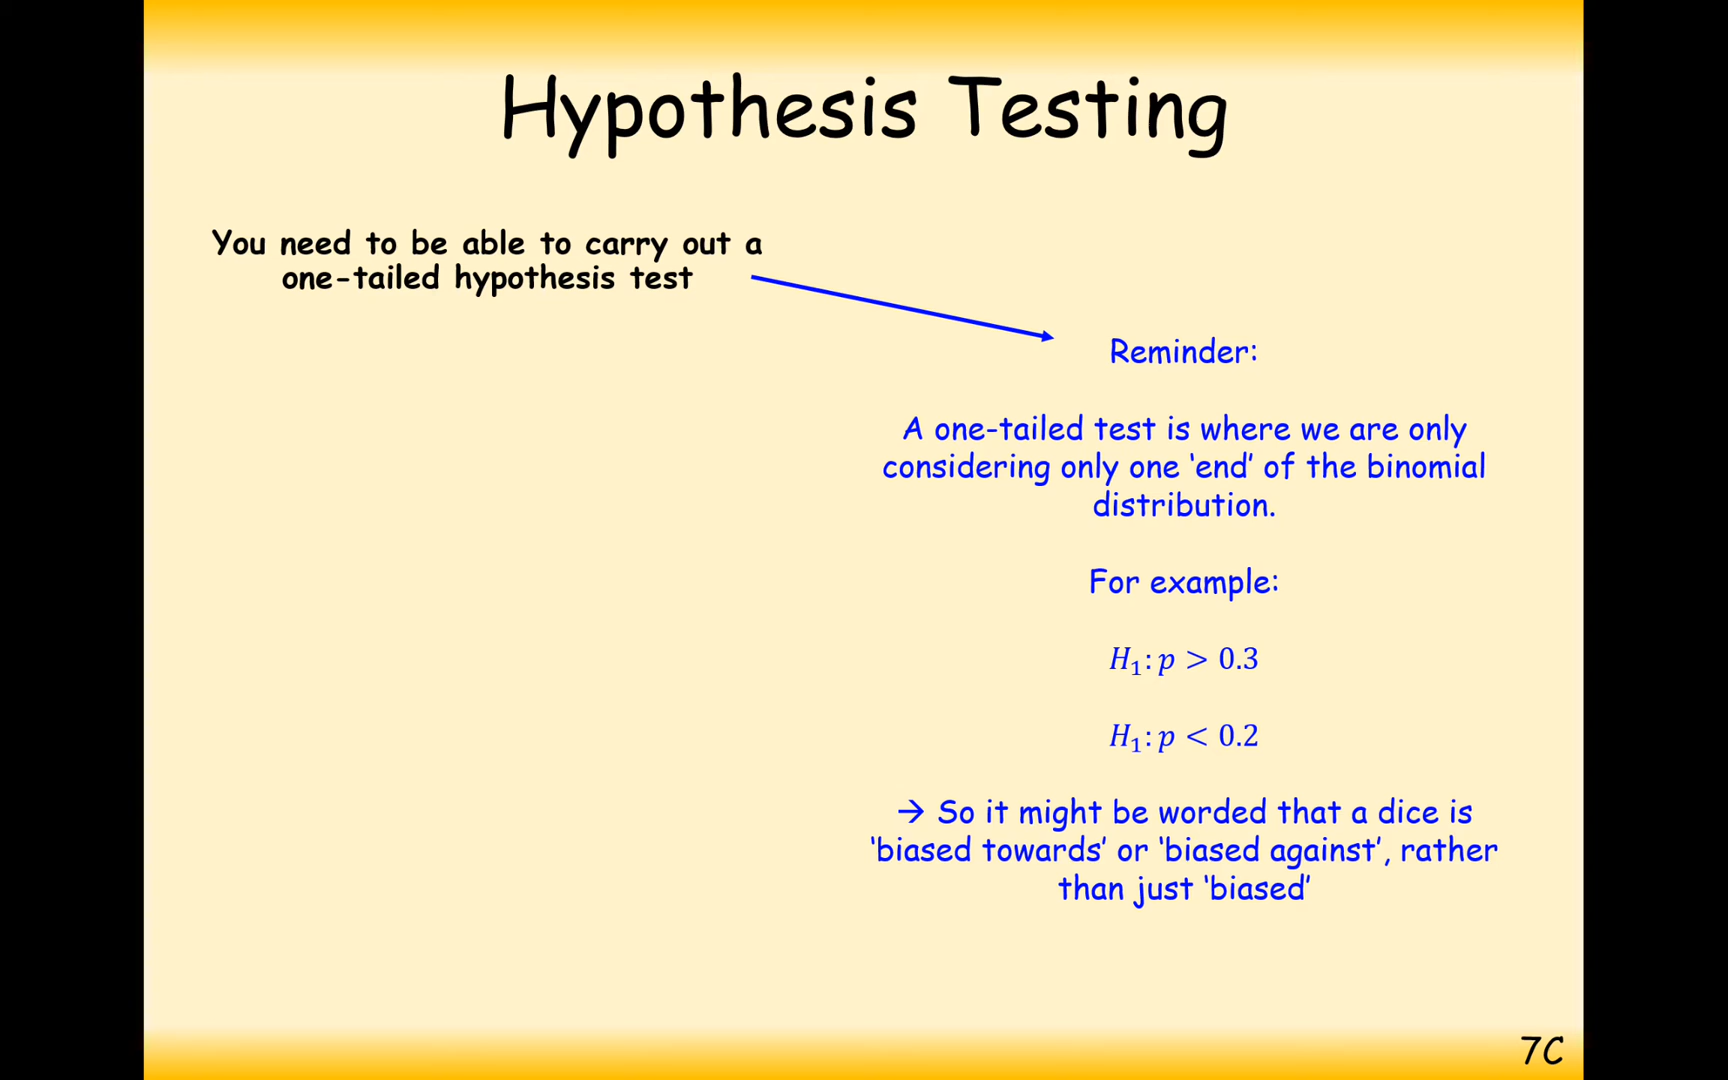 Hypothesis Testing
You need to be able to carry out a
one-tailed hypothesis test
Reminder:
A one-tailed test is where we are only
considering only one ‘end’ of the binomial
distribution.
For example:
H₁: p > 0.3
H₁: p < 0.2
→ So it might be worded that a dice is
‘biased towards’ or ‘biased against’, rather
than just ‘biased’
7C